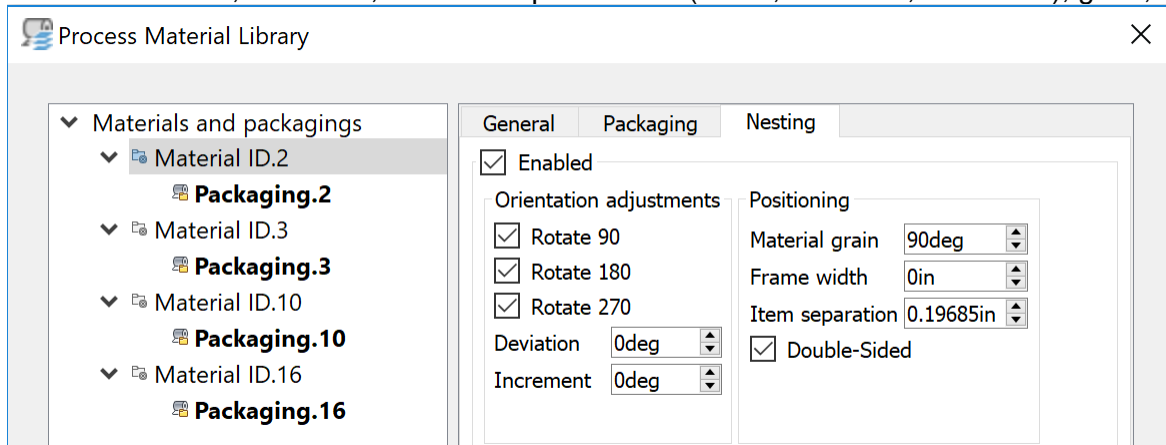 Process Material Library
Materials and packagings
Material ID.2
Packaging.2
Material ID.3
Packaging.3
Material ID.10
Packaging.10
Material ID.16
Packaging.16
General Packaging Nesting
Enabled
Orientation adjustments
Rotate 90
Rotate 180
Rotate 270
Deviation 0deg
Increment 0deg
Positioning
Material grain 90deg
Frame width 0in
Item separation 0.19685in
Double-Sided